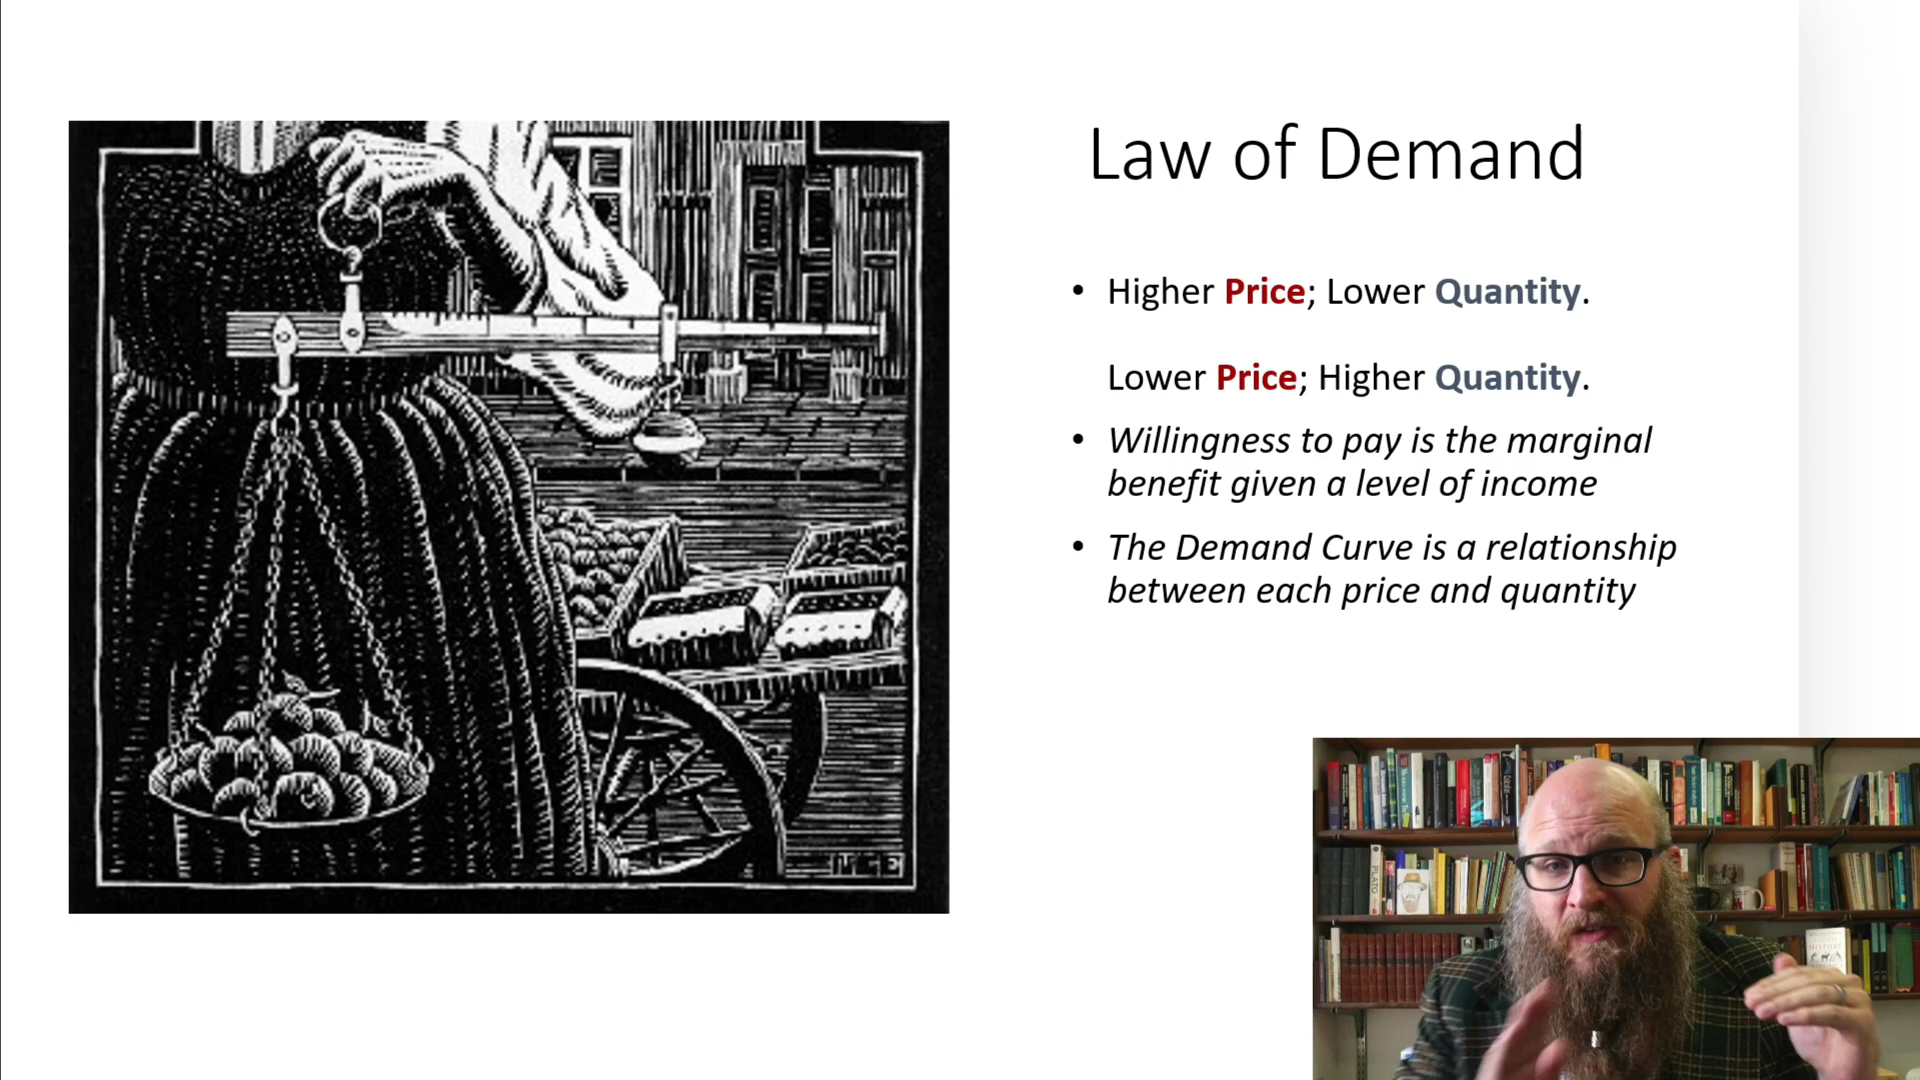 Law of Demand
• Higher Price; Lower Quantity.
Lower Price; Higher Quantity.
• Willingness to pay is the marginal
benefit given a level of income
• The Demand Curve is a relationship
between each price and quantity
PLATO